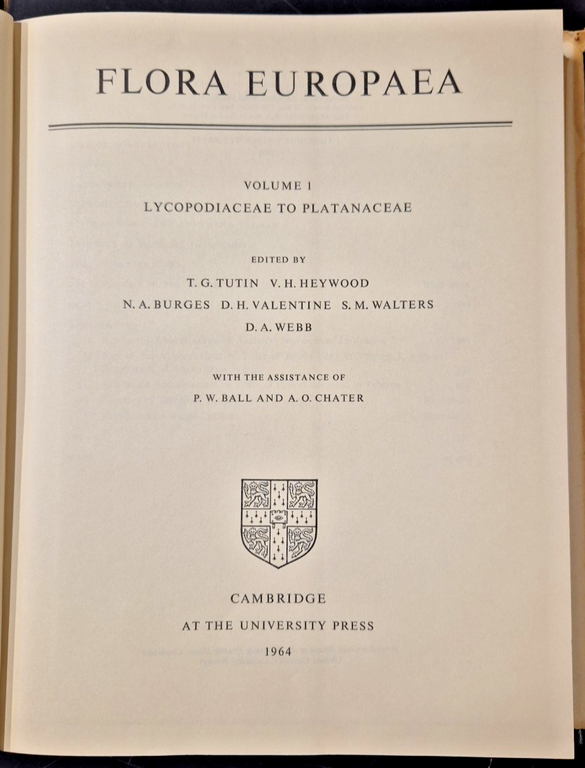 FLORA EUROPAEA
VOLUME 1
LYCOPODIACEAE TO PLATANACEAE
EDITED BY
T. G. TUTIN V. H. HEYWOOD
N. A. BURGES D. H. VALENTINE S. M. WALTERS
D. A. WEBB
WITH THE ASSISTANCE OF
P. W. BALL AND A. O. CHATER
CAMBRIDGE
AT THE UNIVERSITY PRESS
1964